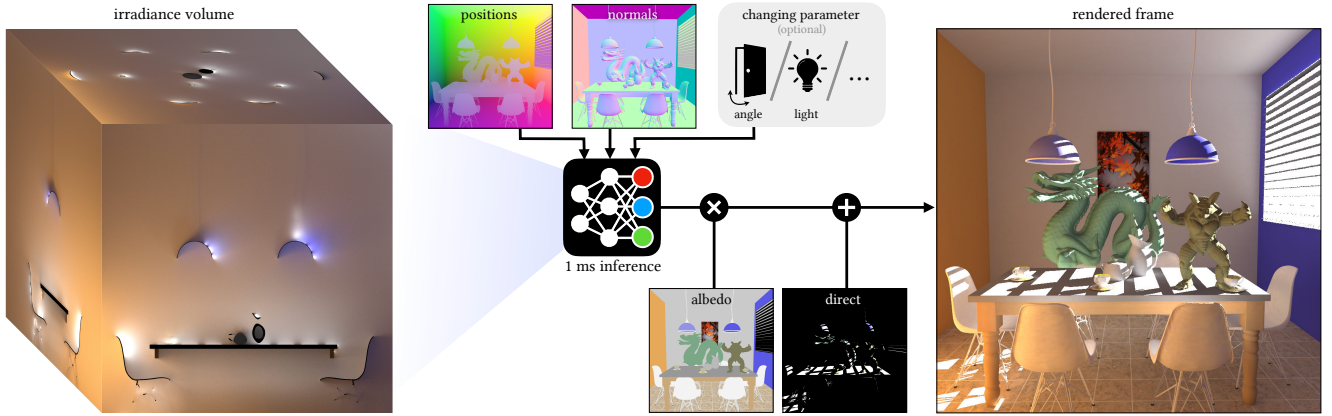 irradiance volume
positions
normals
changing parameter
(optional)
angle
light
...
rendered frame
1 ms inference
albedo
direct